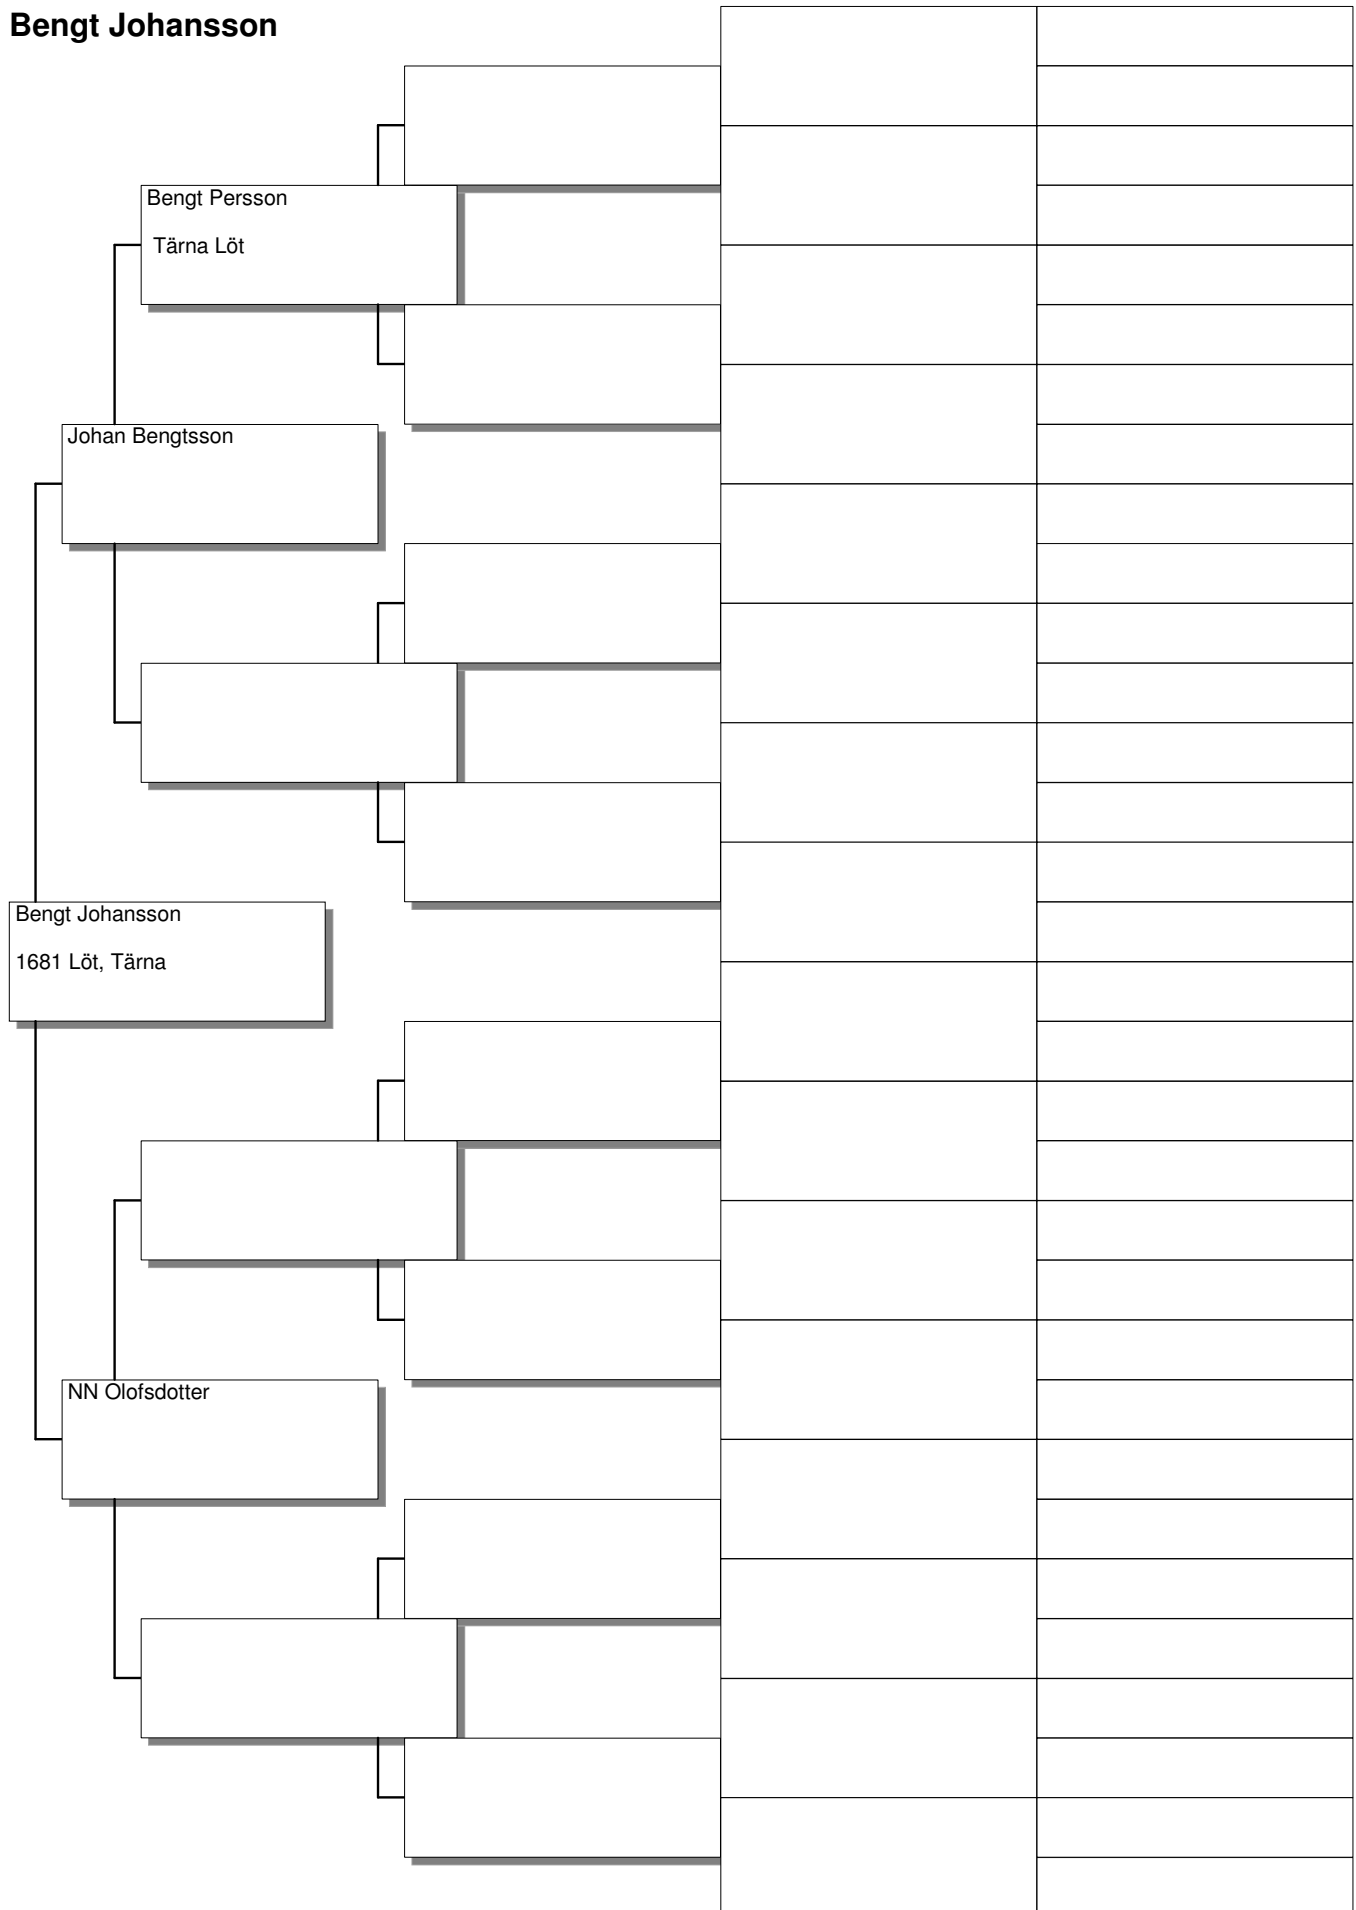 Bengt Johansson
Bengt Persson
Tärna Löt
Johan Bengtsson
Bengt Johansson
1681 Löt, Tärna
NN Olofsdotter